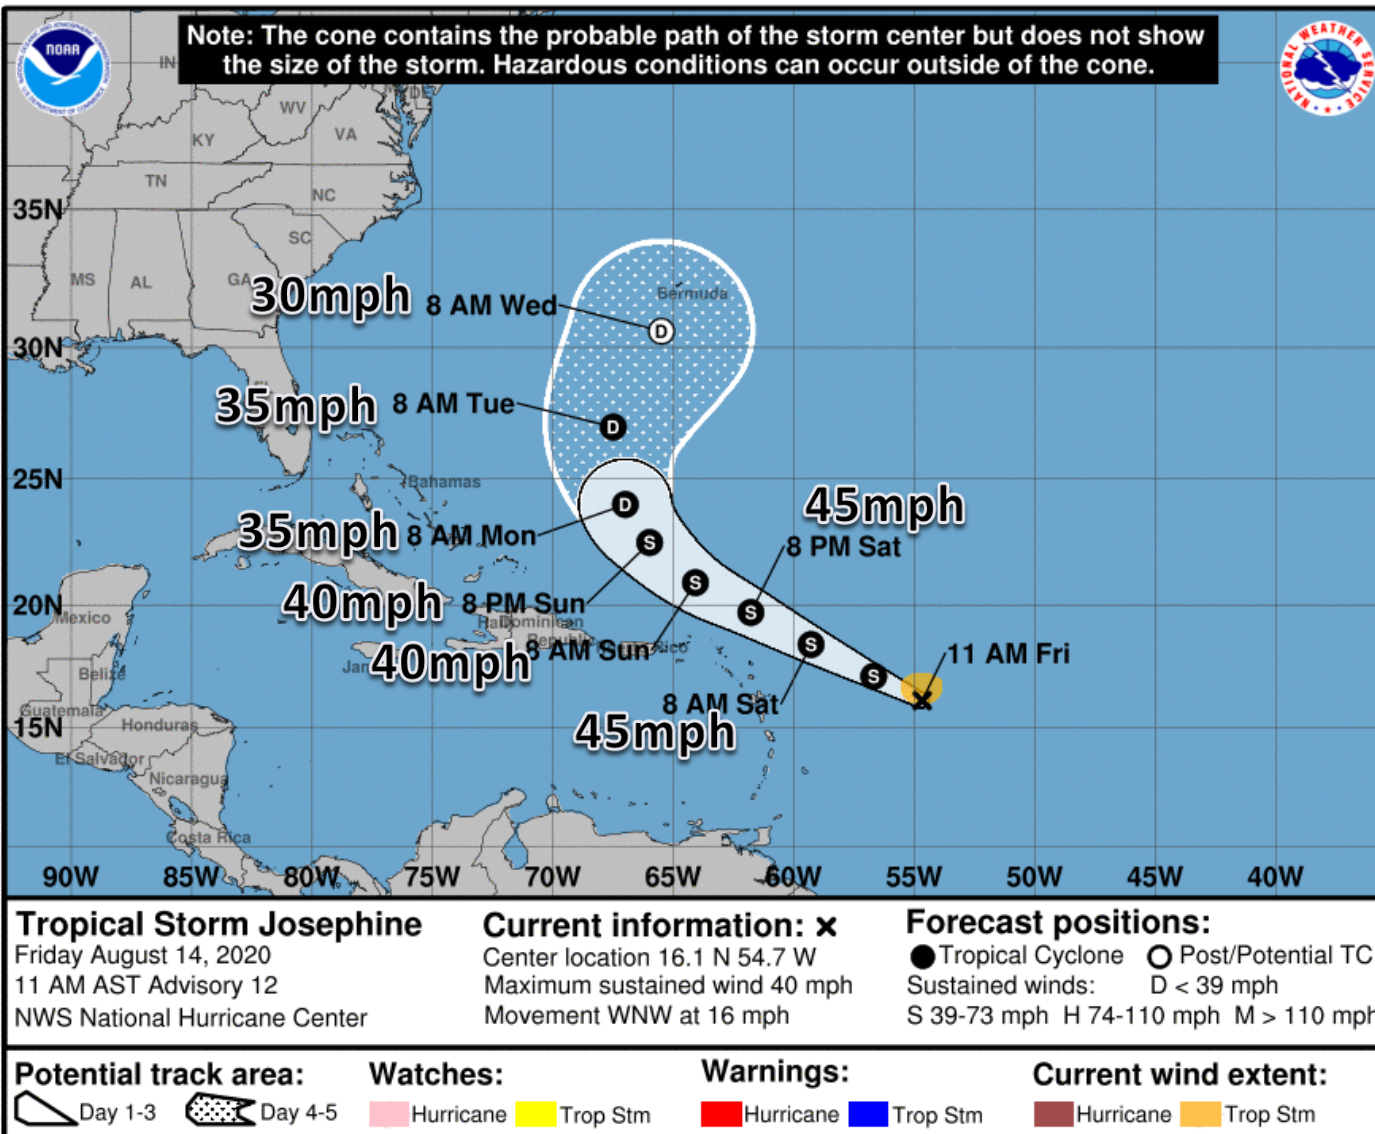 Note: The cone contains the probable path of the storm center but does not show
the size of the storm. Hazardous conditions can occur outside of the cone.
NOAA
NATIONAL WEATHER SERVICE
IN
WV
DE
KY
VA
TN
NC
35N
SC
MS
AL
GA
30mph
8 AM Wed
Bermuda
D
30N
35mph
8 AM Tue
D
25N
Bahamas
45mph
D
35mph
8 AM Mon
S
8 PM Sat
S
20N
40mph
8 PM Sun
S
Mexico
Haiti
Dominican
Republic
Puerto Rico
8 AM Sun
S
11 AM Fri
40mph
Belize
S
8 AM Sat
Guatemala
Honduras
15N
45mph
El Salvador
Nicaragua
Costa Rica
90W 85W 80W 75W 70W 65W 60W 55W 50W 45W 40W
Tropical Storm Josephine
Friday August 14, 2020
11 AM AST Advisory 12
NWS National Hurricane Center
Current information: ×
Center location 16.1 N 54.7 W
Maximum sustained wind 40 mph
Movement WNW at 16 mph
Forecast positions:
Tropical Cyclone Post/Potential TC
Sustained winds: D < 39 mph
S 39-73 mph H 74-110 mph M > 110 mph
Potential track area:
Day 1-3 Day 4-5
Watches:
Hurricane Trop Stm
Warnings:
Hurricane Trop Stm
Current wind extent:
Hurricane Trop Stm